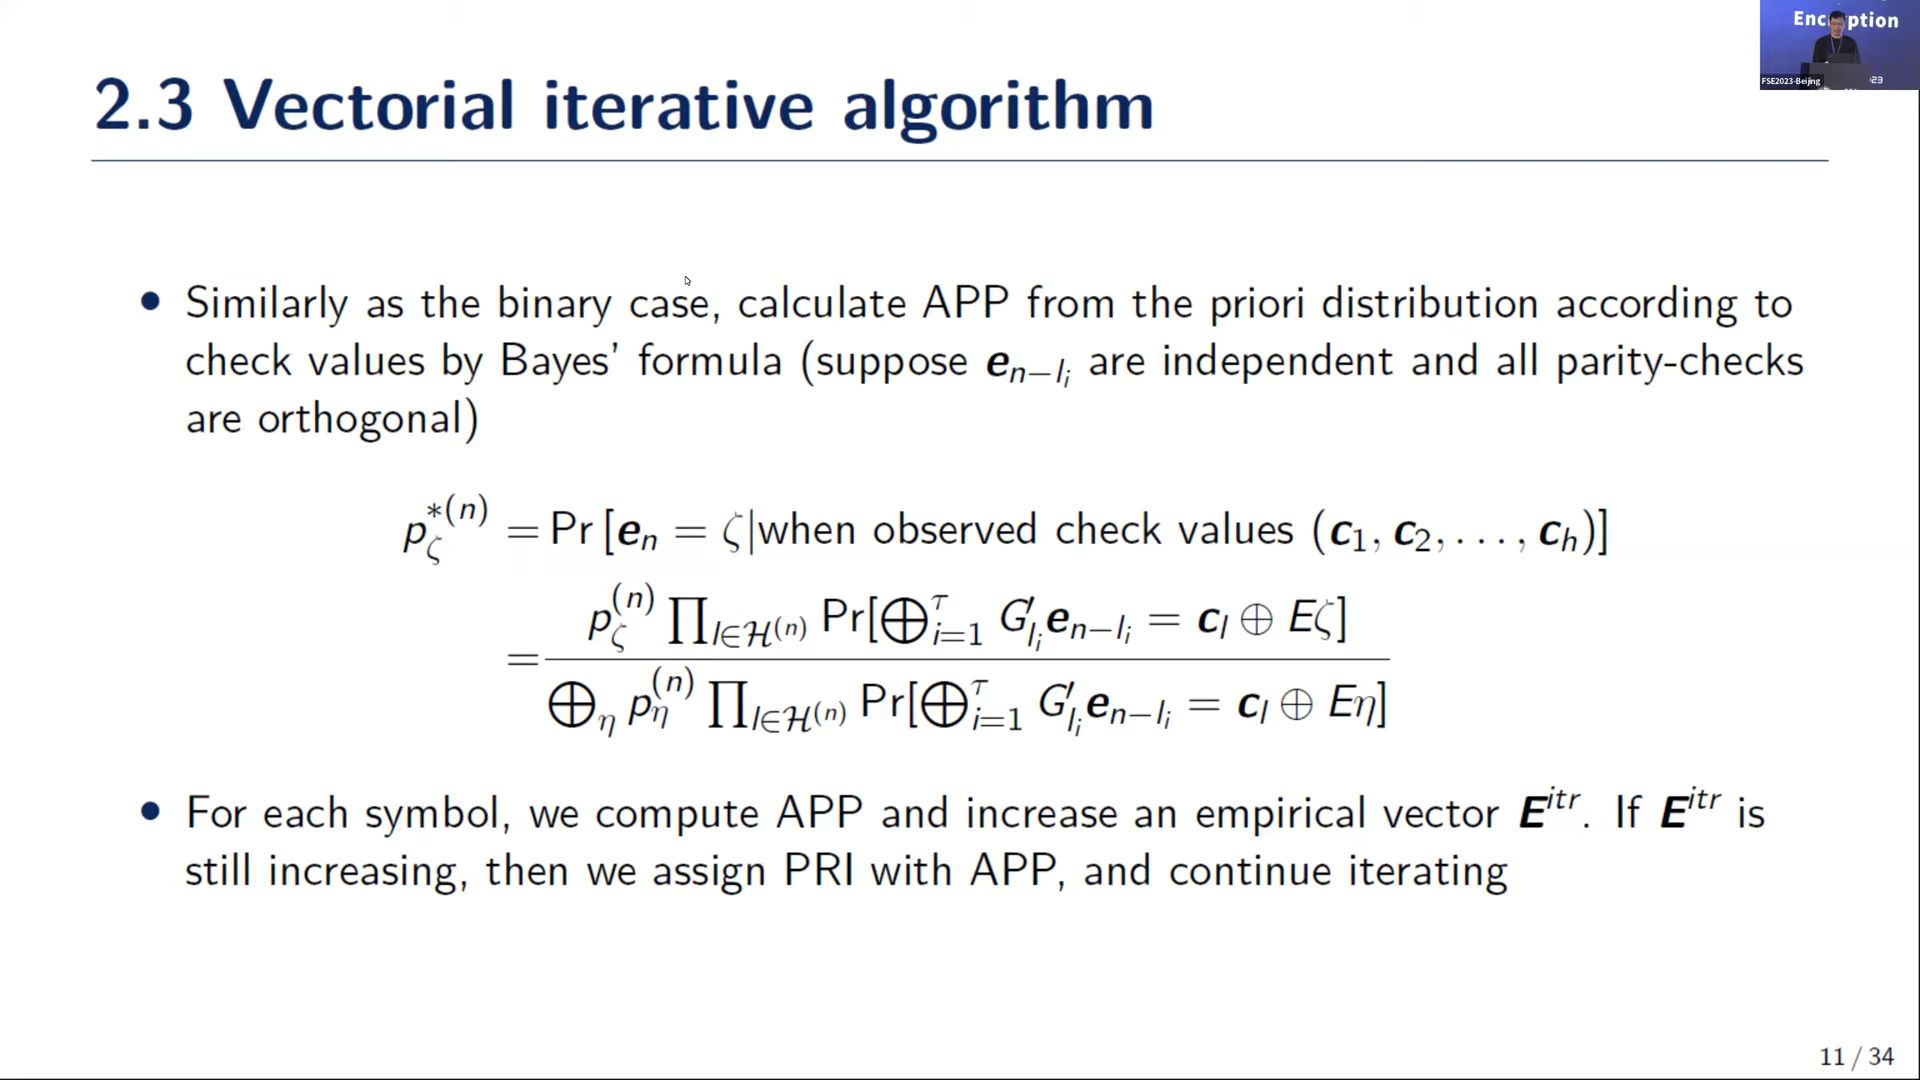 Encryption
FSE2023-Beijing
2.3 Vectorial iterative algorithm
• Similarly as the binary case, calculate APP from the priori distribution according to
check values by Bayes’ formula (suppose e_{n−l_i} are independent and all parity-checks
are orthogonal)
p_ζ^{*(n)} = Pr [e_n = ζ|when observed check values (c_1, c_2, . . . , c_h)]
p_ζ^{(n)} ∏_{l∈H^{(n)}} Pr[⨁_{i=1}^{τ} G′_{l_i} e_{n−l_i} = c_l ⊕ Eζ]
=
⨁_η p_η^{(n)} ∏_{l∈H^{(n)}} Pr[⨁_{i=1}^{τ} G′_{l_i} e_{n−l_i} = c_l ⊕ Eη]
• For each symbol, we compute APP and increase an empirical vector E^{itr}. If E^{itr} is
still increasing, then we assign PRI with APP, and continue iterating
11 / 34